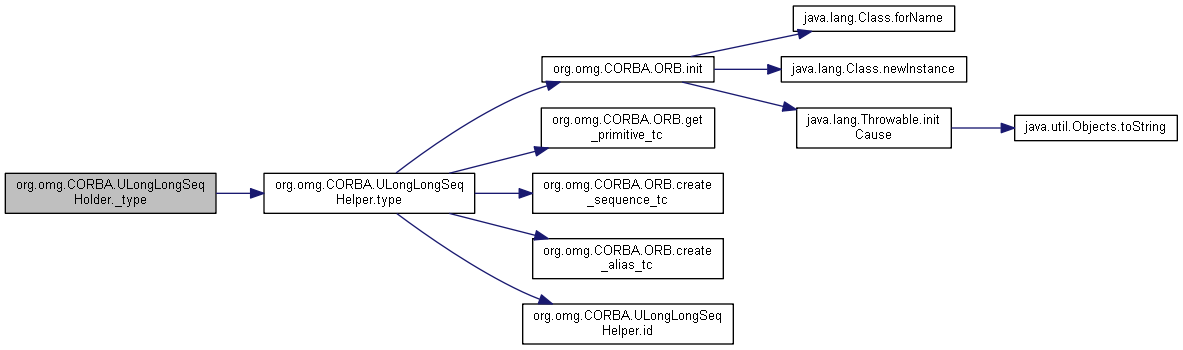 org.omg.CORBA.ULongLongSeq
Holder._type
org.omg.CORBA.ULongLongSeq
Helper.type
org.omg.CORBA.ORB.init
org.omg.CORBA.ORB.get
_primitive_tc
org.omg.CORBA.ORB.create
_sequence_tc
org.omg.CORBA.ORB.create
_alias_tc
org.omg.CORBA.ULongLongSeq
Helper.id
java.lang.Class.forName
java.lang.Class.newInstance
java.lang.Throwable.init
Cause
java.util.Objects.toString